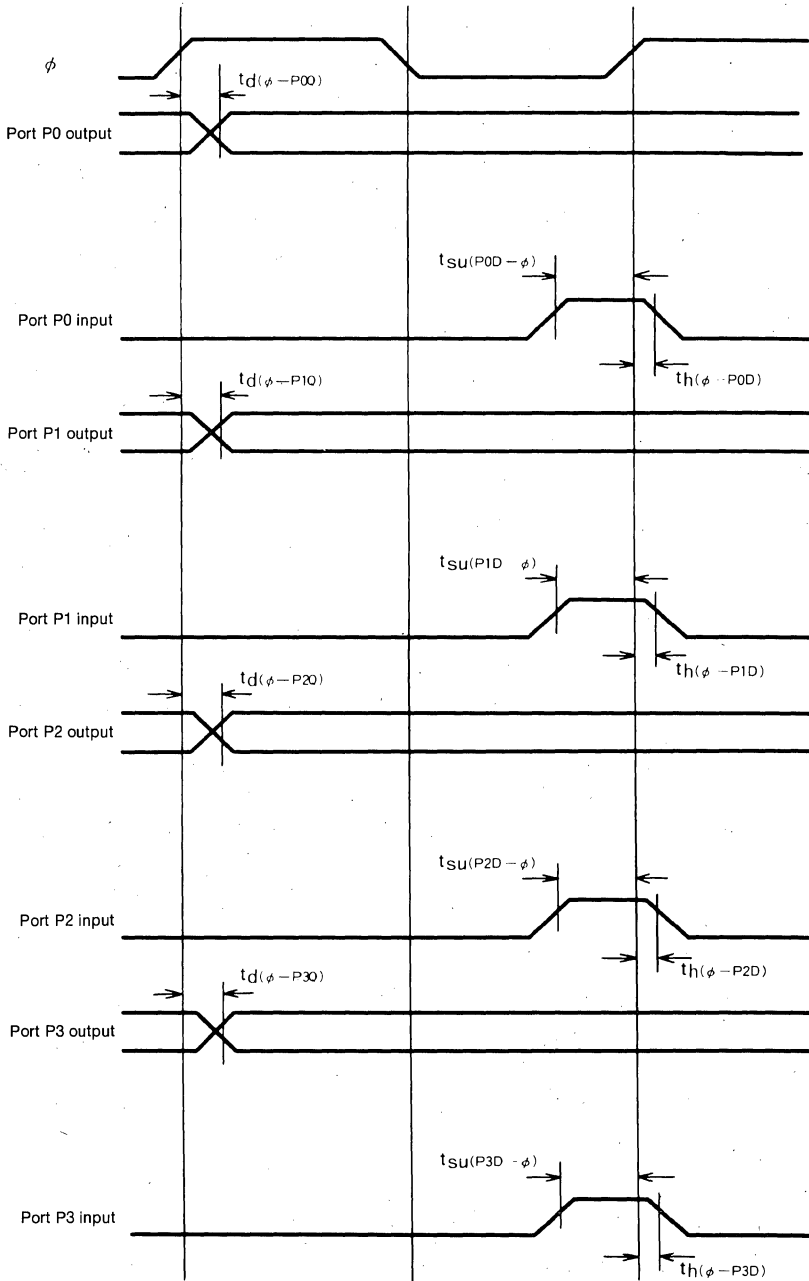 φ
td(φ−P0Q)
Port P0 output
tsu(P0D−φ)
Port P0 input
th(φ−P0D)
td(φ−P1Q)
Port P1 output
tsu(P1D φ)
Port P1 input
th(φ−P1D)
td(φ−P2Q)
Port P2 output
tsu(P2D−φ)
Port P2 input
th(φ−P2D)
td(φ−P3Q)
Port P3 output
tsu(P3D−φ)
Port P3 input
th(φ−P3D)